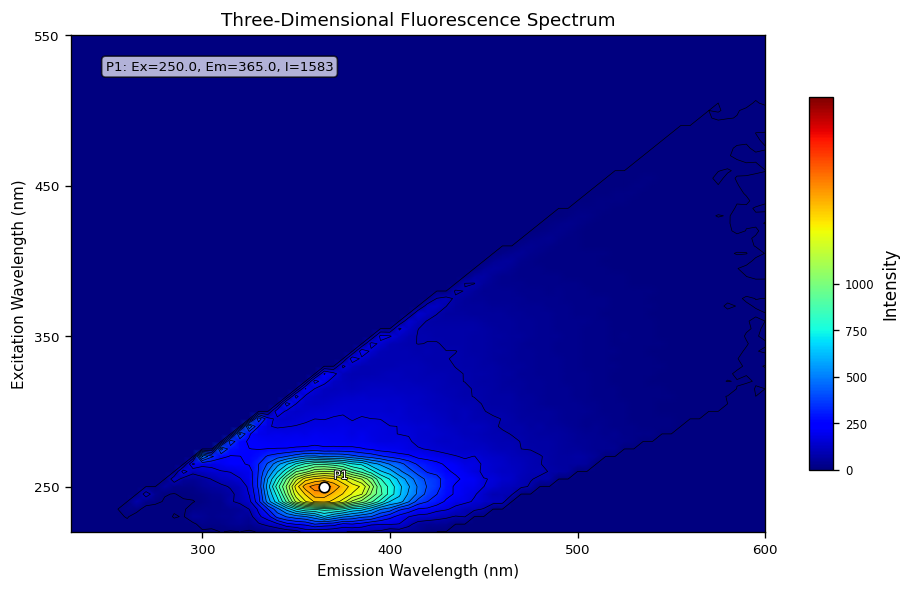 Three-Dimensional Fluorescence Spectrum
550
P1: Ex=250.0, Em=365.0, I=1583
450
350
250
Excitation Wavelength (nm)
P1
300
400
500
600
Emission Wavelength (nm)
1000
750
500
250
0
Intensity